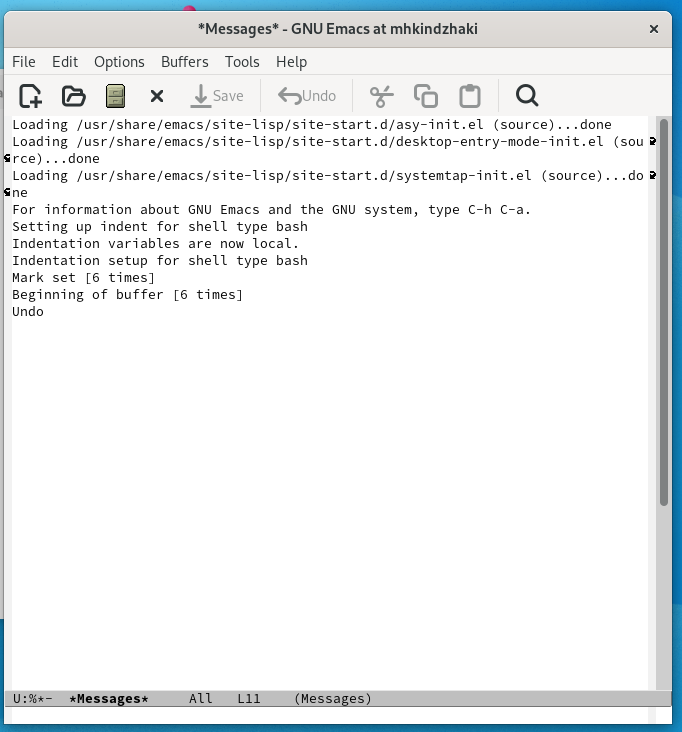 *Messages* - GNU Emacs at mhkindzhaki
File Edit Options Buffers Tools Help
Save Undo
Loading /usr/share/emacs/site-lisp/site-start.d/asy-init.el (source)...done
Loading /usr/share/emacs/site-lisp/site-start.d/desktop-entry-mode-init.el (sou
rce)...done
Loading /usr/share/emacs/site-lisp/site-start.d/systemtap-init.el (source)...do
ne
For information about GNU Emacs and the GNU system, type C-h C-a.
Setting up indent for shell type bash
Indentation variables are now local.
Indentation setup for shell type bash
Mark set [6 times]
Beginning of buffer [6 times]
Undo
U:%*- *Messages* All L11 (Messages)